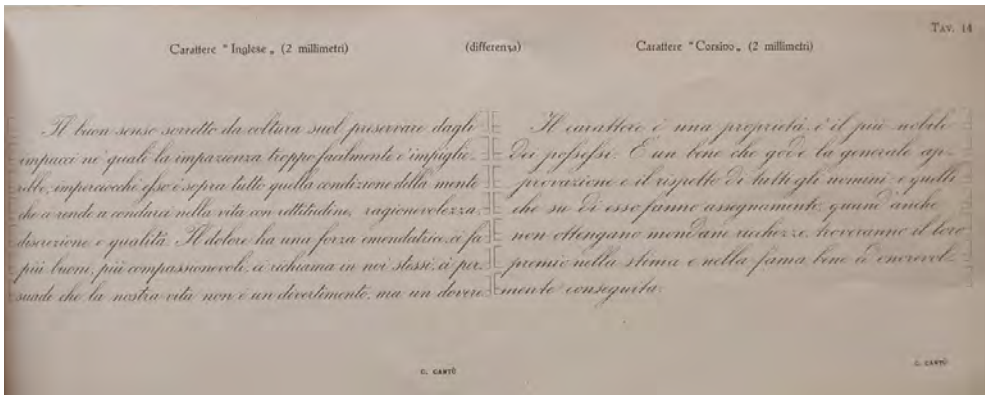 TAV. 14
Carattere "Inglese„ (2 millimetri)
(differenza)
Carattere "Corsivo„ (2 millimetri)
Il buon senso sorretto da coltura suol preservare dagli
impacci ne' quali la impazienza troppo facilmente c'impiglie-
rebbe, imperciocchè esso è sopra tutto quella condizione della mente
che a rende a condursi nella vita con rettitudine, ragionevolezza,
discrezione e qualità. Il dolore ha una forza emendatrice, ci fa
più buoni, più compassionevoli, ci richiama in noi stessi, ci per-
suade che la nostra vita non è un divertimento, ma un dovere.
C. CANTÙ
Il carattere è una proprietà: è il più nobile
dei possessi. È un bene che gode la generale ap-
provazione e il rispetto di tutti gli uomini: e quelli
che su di esso fanno assegnamento, quand'anche
non ottengano mondane ricchezze, troveranno il loro
premio nella stima e nella fama bene ed onorevol-
mente conseguita.
C. CANTÙ